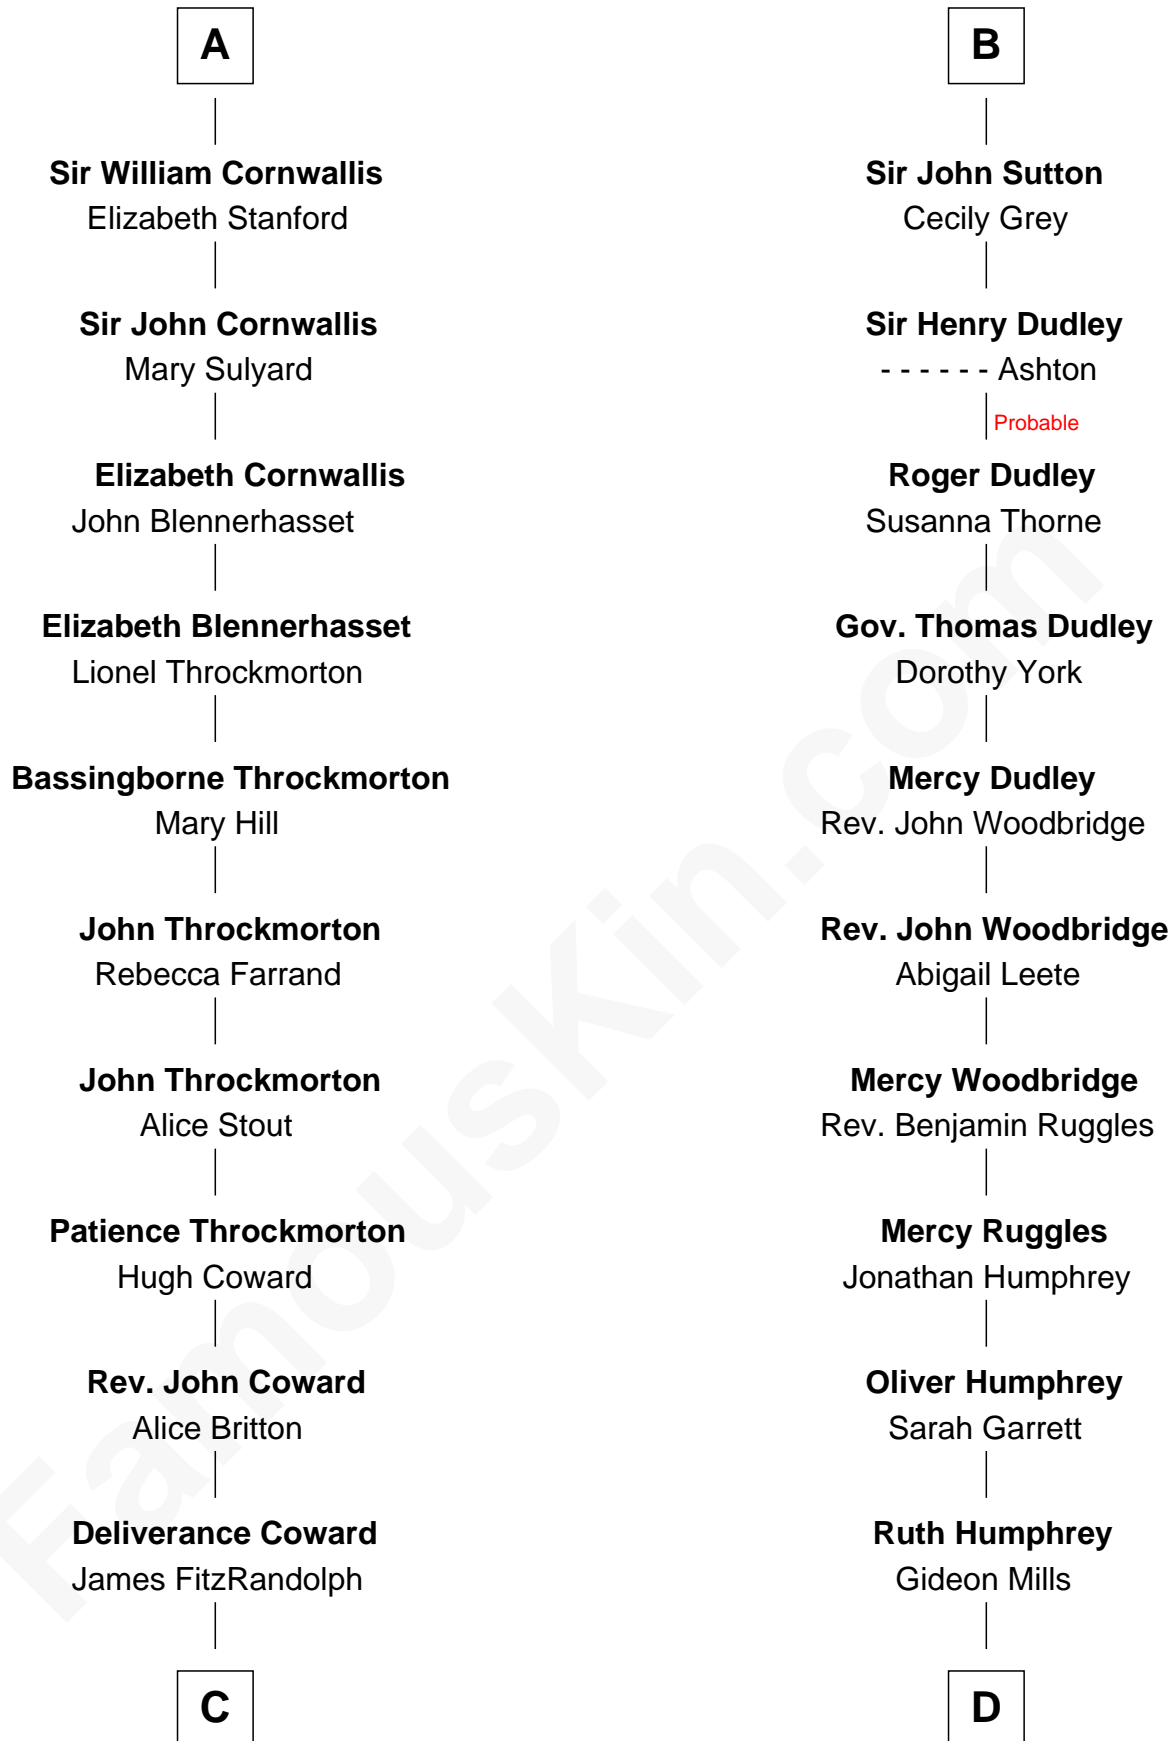 A
Sir William Cornwallis
Elizabeth Stanford
Sir John Cornwallis
Mary Sulyard
Elizabeth Cornwallis
John Blennerhasset
Elizabeth Blennerhasset
Lionel Throckmorton
Bassingborne Throckmorton
Mary Hill
John Throckmorton
Rebecca Farrand
John Throckmorton
Alice Stout
Patience Throckmorton
Hugh Coward
Rev. John Coward
Alice Britton
Deliverance Coward
James FitzRandolph
C
B
Sir John Sutton
Cecily Grey
Sir Henry Dudley
- - - - - - Ashton
Probable
Roger Dudley
Susanna Thorne
Gov. Thomas Dudley
Dorothy York
Mercy Dudley
Rev. John Woodbridge
Rev. John Woodbridge
Abigail Leete
Mercy Woodbridge
Rev. Benjamin Ruggles
Mercy Ruggles
Jonathan Humphrey
Oliver Humphrey
Sarah Garrett
Ruth Humphrey
Gideon Mills
D
FamousKin.com